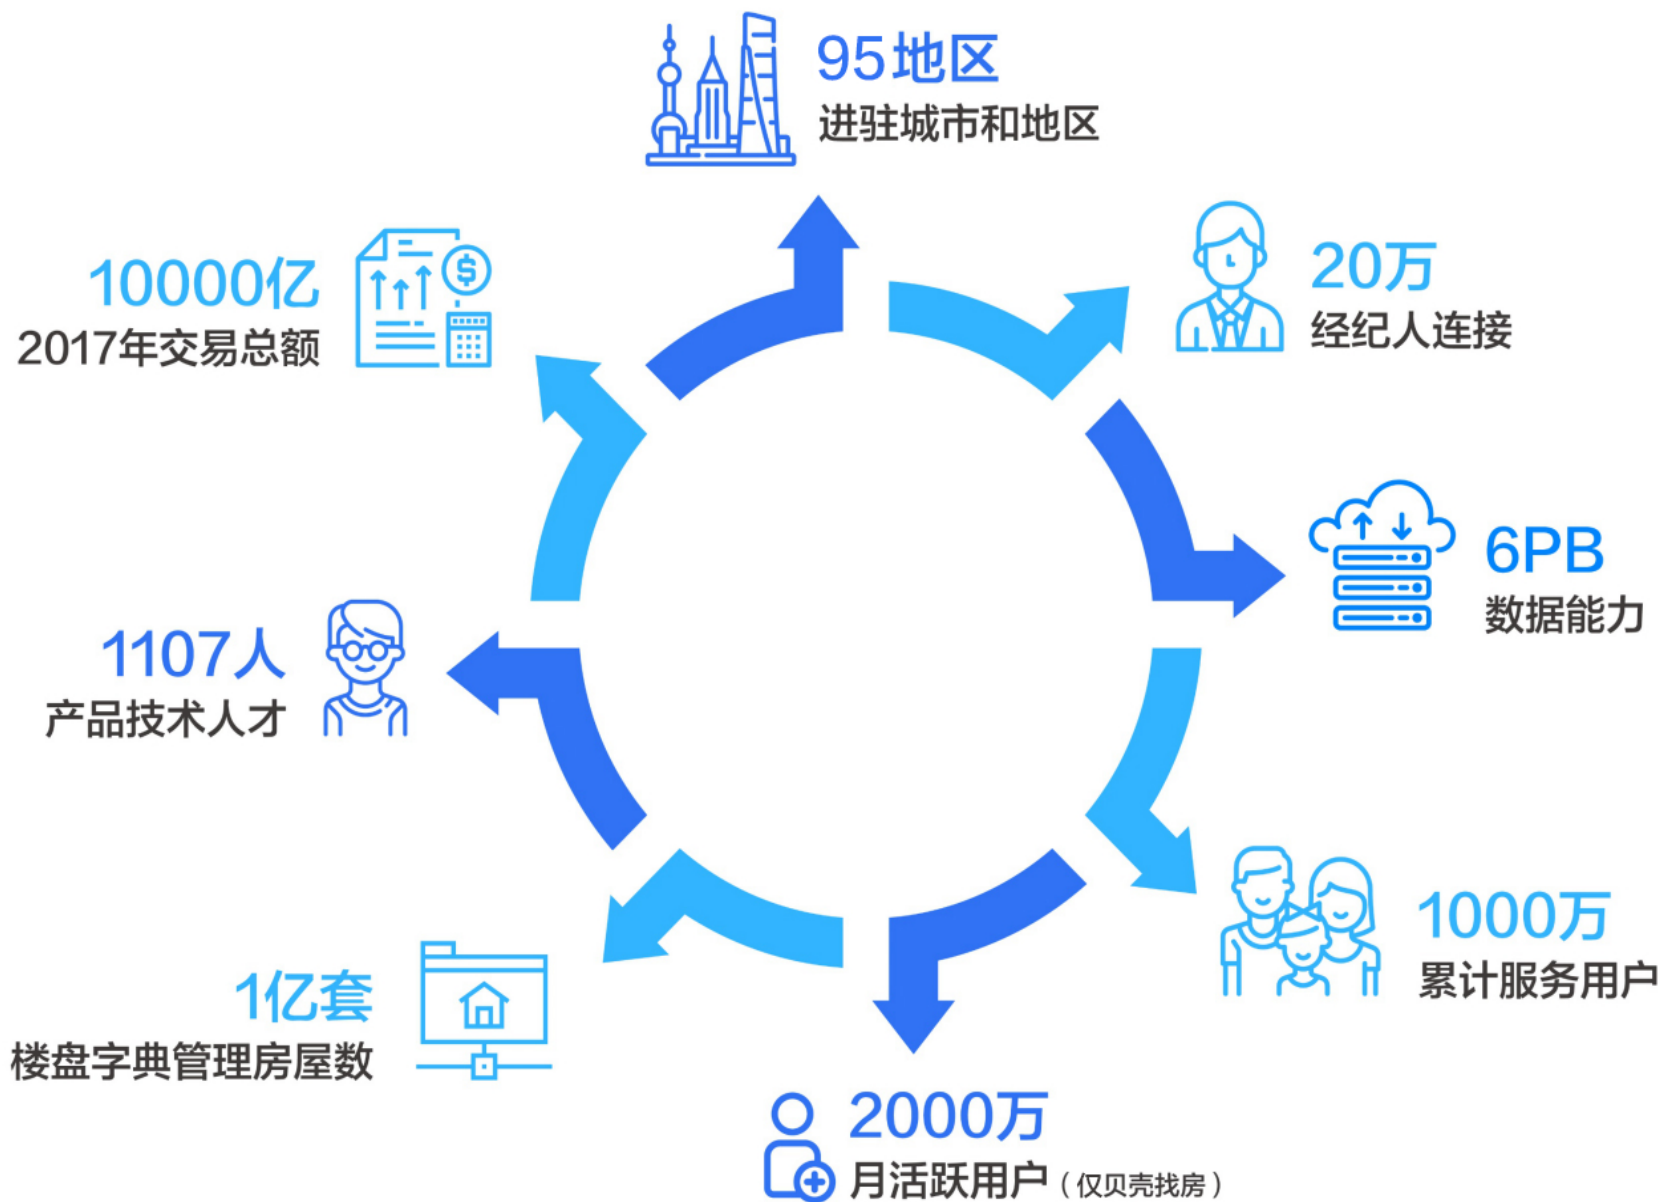 95地区
进驻城市和地区
20万
经纪人连接
6PB
数据能力
1000万
累计服务用户
2000万
月活跃用户（仅贝壳找房）
1亿套
楼盘字典管理房屋数
1107人
产品技术人才
10000亿
2017年交易总额